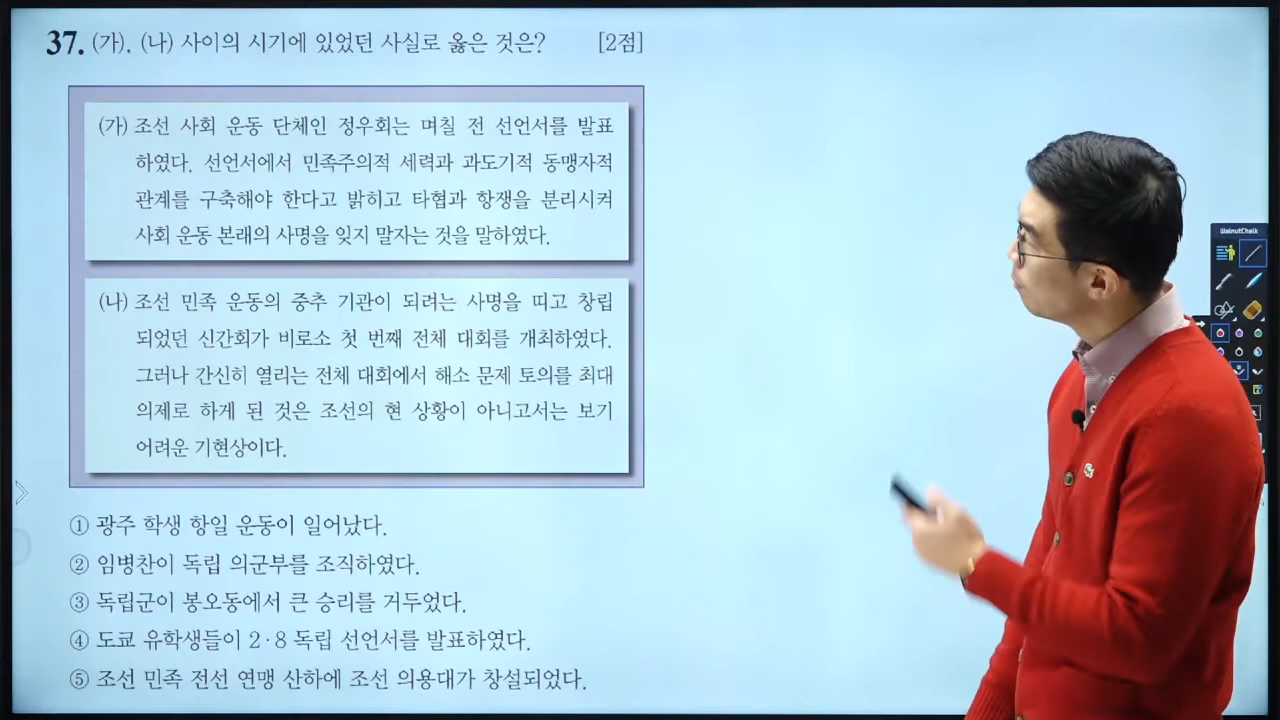 37. (가), (나) 사이의 시기에 있었던 사실로 옳은 것은? [2점]
(가) 조선 사회 운동 단체인 정우회는 며칠 전 선언서를 발표
하였다. 선언서에서 민족주의적 세력과 과도기적 동맹자적
관계를 구축해야 한다고 밝히고 타협과 항쟁을 분리시켜
사회 운동 본래의 사명을 잊지 말자는 것을 말하였다.
(나) 조선 민족 운동의 중추 기관이 되려는 사명을 띠고 창립
되었던 신간회가 비로소 첫 번째 전체 대회를 개최하였다.
그러나 간신히 열리는 전체 대회에서 해소 문제 토의를 최대
의제로 하게 된 것은 조선의 현 상황이 아니고서는 보기
어려운 기현상이다.
① 광주 학생 항일 운동이 일어났다.
② 임병찬이 독립 의군부를 조직하였다.
③ 독립군이 봉오동에서 큰 승리를 거두었다.
④ 도쿄 유학생들이 2·8 독립 선언서를 발표하였다.
⑤ 조선 민족 전선 연맹 산하에 조선 의용대가 창설되었다.
WalnutChalk